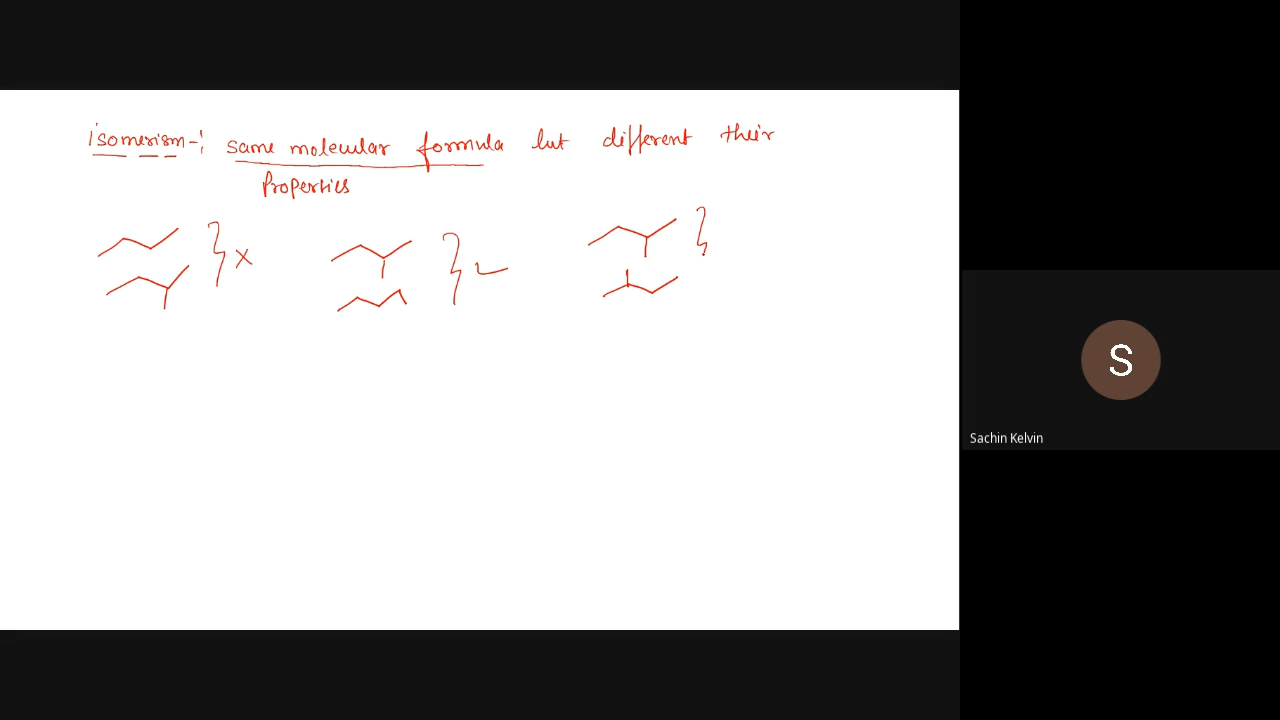 isomerism-: same molecular formula but different their
Properties
x
S
Sachin Kelvin